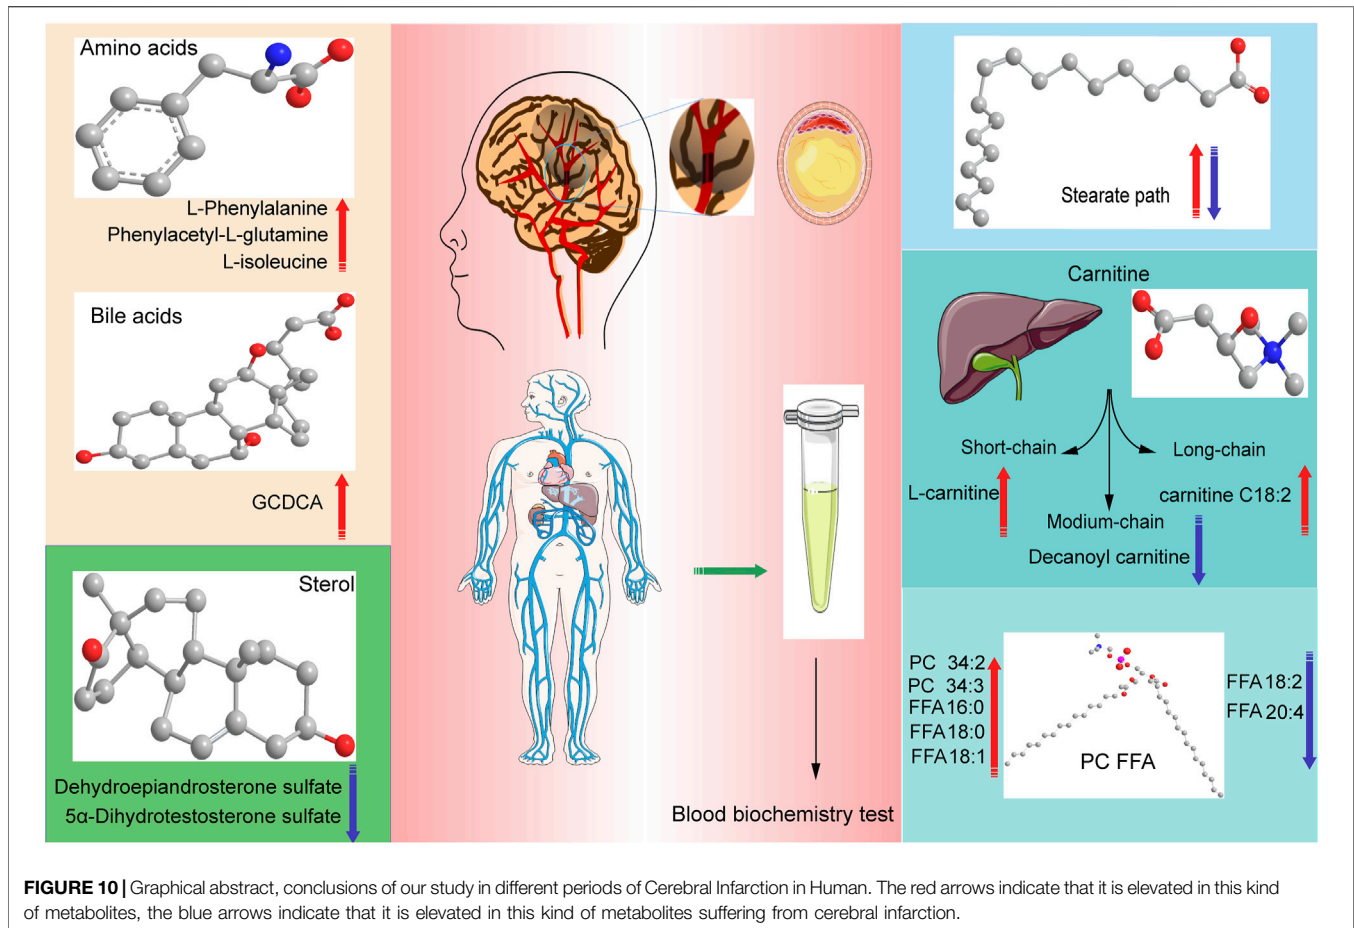 Amino acids
L-Phenylalanine
Phenylacetyl-L-glutamine
L-isoleucine
Bile acids
GCDCA
Sterol
Dehydroepiandrosterone sulfate
5α-Dihydrotestosterone sulfate
Blood biochemistry test
Stearate path
Carnitine
Short-chain
Long-chain
L-carnitine
carnitine C18:2
Modium-chain
Decanoyl carnitine
PC 34:2
PC 34:3
FFA16:0
FFA18:0
FFA18:1
PC FFA
FFA18:2
FFA 20:4
FIGURE 10 | Graphical abstract, conclusions of our study in different periods of Cerebral Infarction in Human. The red arrows indicate that it is elevated in this kind
of metabolites, the blue arrows indicate that it is elevated in this kind of metabolites suffering from cerebral infarction.